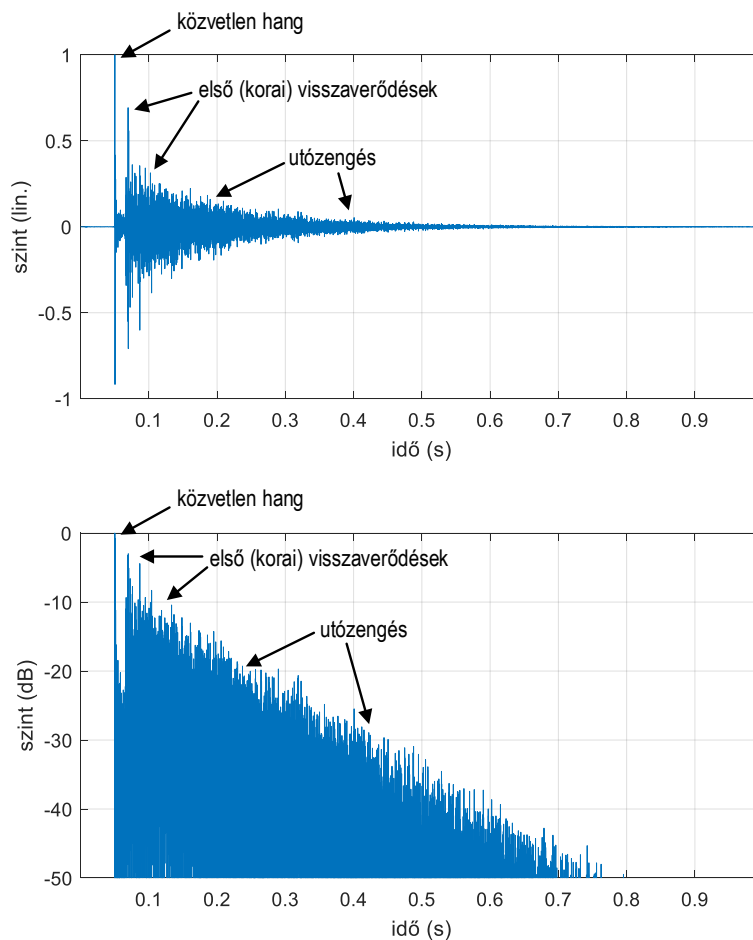 közvetlen hang
első (korai) visszaverődések
utózengés
1
0.5
0
-0.5
-1
szint (lin.)
0.1 0.2 0.3 0.4 0.5 0.6 0.7 0.8 0.9
idő (s)
közvetlen hang
első (korai) visszaverődések
utózengés
0
-10
-20
-30
-40
-50
szint (dB)
0.1 0.2 0.3 0.4 0.5 0.6 0.7 0.8 0.9
idő (s)